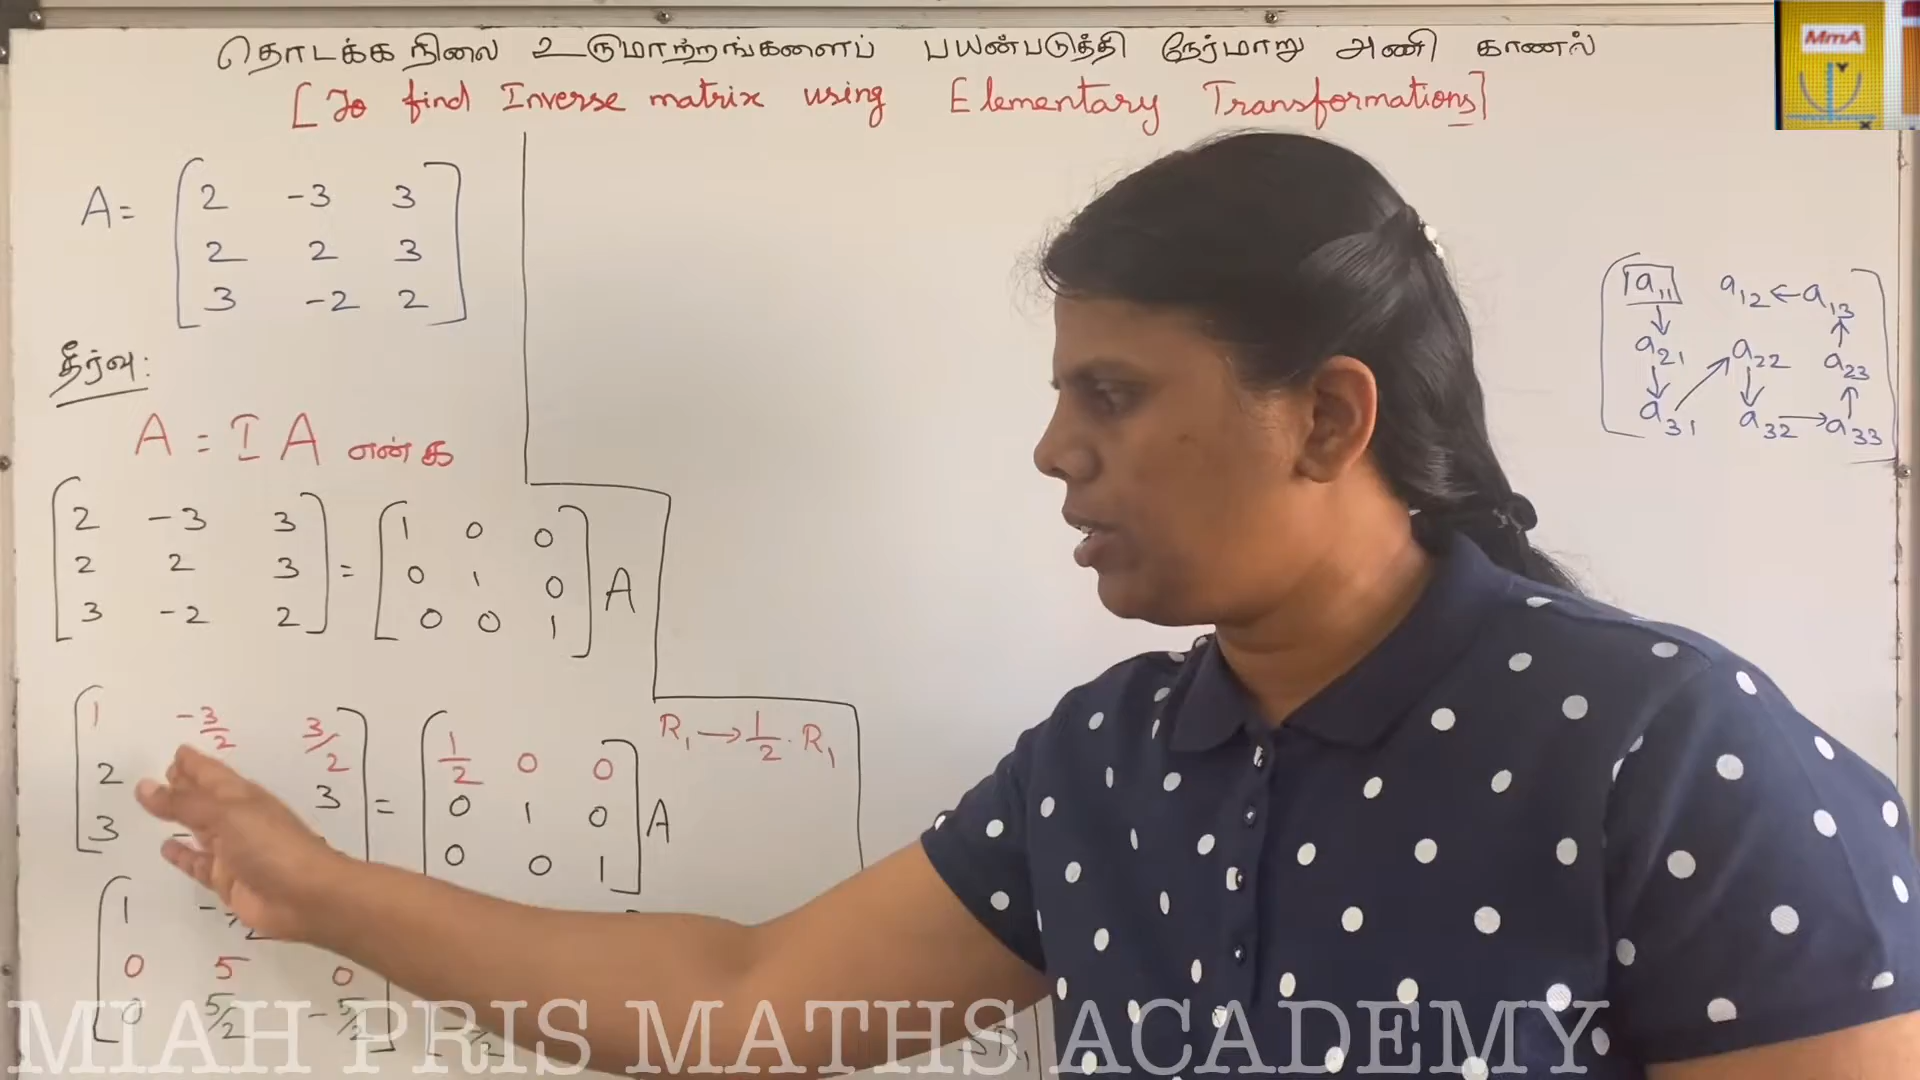 தொடக்க நிலை உருமாற்றங்களைப் பயன்படுத்தி நேர்மாறு அணி காணல்
[To find Inverse matrix using Elementary Transformations]
MmA
Y
X
A = [2 -3 3
2 2 3
3 -2 2]
தீர்வு:
A = I A என்க
[2 -3 3
2 2 3
3 -2 2] = [1 0 0
0 1 0
0 0 1] A
[1 -3/2 3/2
2 3
3 -] = [1/2 0 0
0 1 0
0 0 1] A
R₁ → 1/2 . R₁
[1 -
0 5 0
0 5/2 -5/2]
a₁₁ a₁₂ ← a₁₃
a₂₁ a₂₂ a₂₃
a₃₁ a₃₂ → a₃₃
MIAH PRIS MATHS ACADEMY